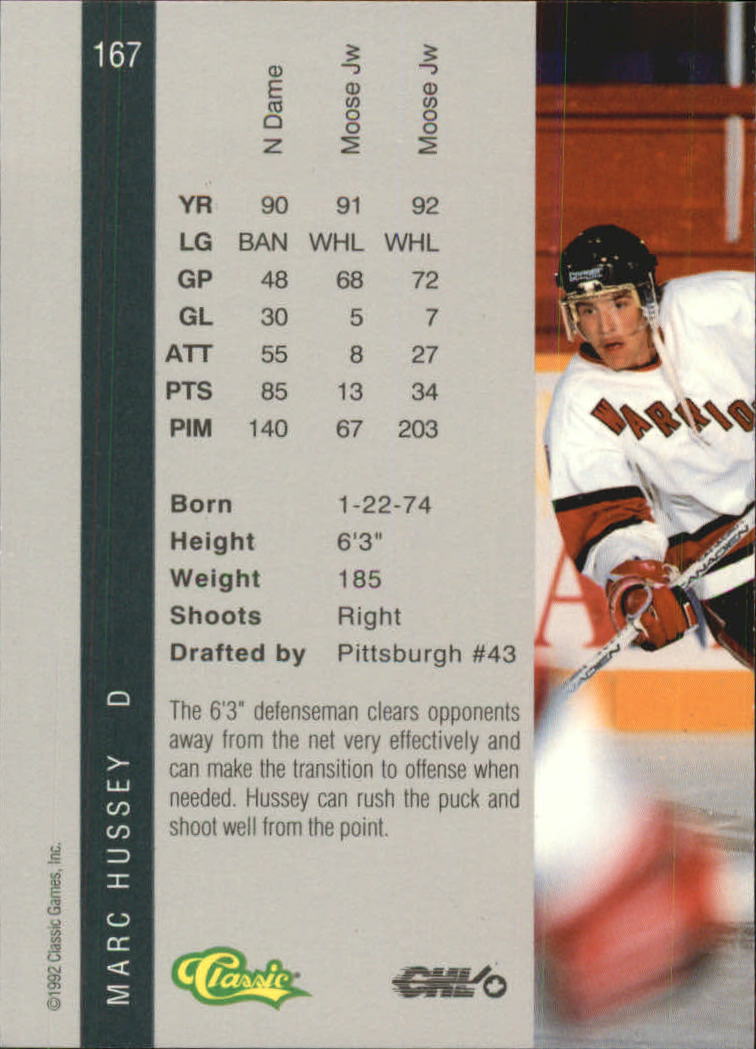 167
N Dame Moose Jw Moose Jw
YR 90 91 92
LG BAN WHL WHL
GP 48 68 72
GL 30 5 7
ATT 55 8 27
PTS 85 13 34
PIM 140 67 203
Born 1-22-74
Height 6'3"
Weight 185
Shoots Right
Drafted by Pittsburgh #43
The 6'3" defenseman clears opponents
away from the net very effectively and
can make the transition to offense when
needed. Hussey can rush the puck and
shoot well from the point.
MARC HUSSEY D
©1992 Classic Games, Inc.
Classic
CHL
WARRIO
CANADIEN